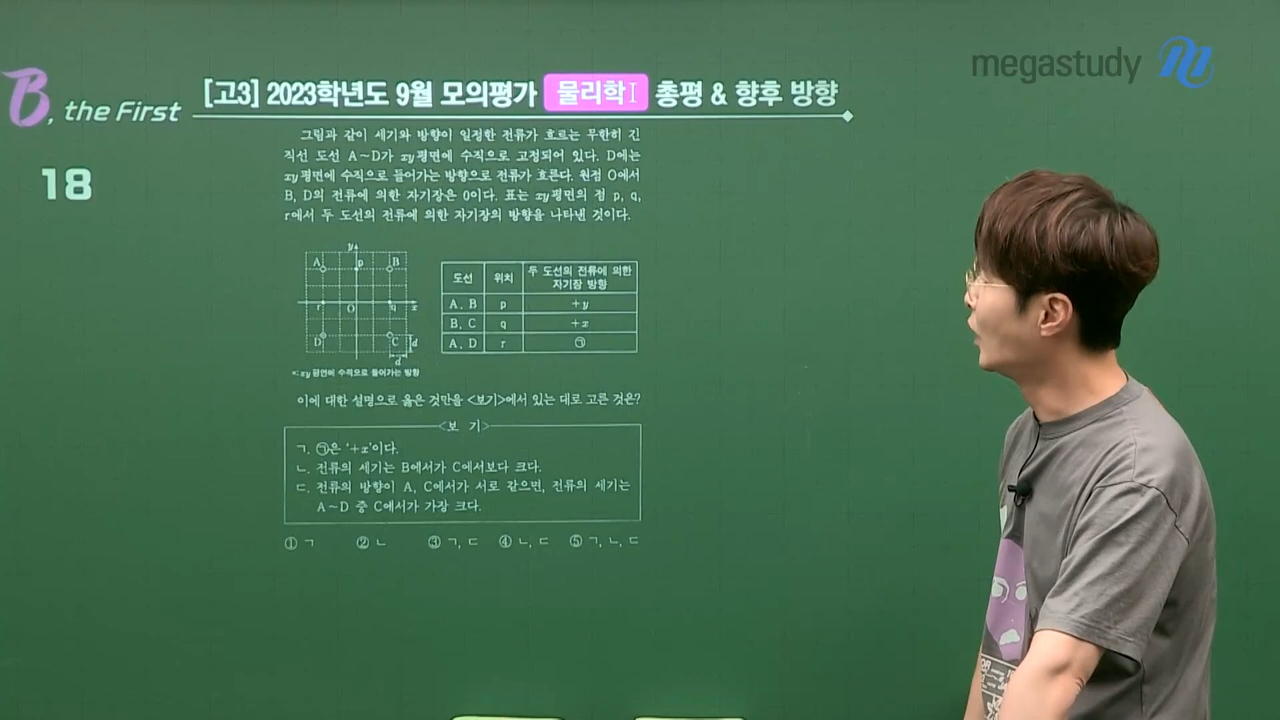 megastudy
B, the First
[고3] 2023학년도 9월 모의평가 물리학Ⅰ 총평 & 향후 방향
18
그림과 같이 세기와 방향이 일정한 전류가 흐르는 무한히 긴
직선 도선 A~D가 xy평면에 수직으로 고정되어 있다. D에는
xy평면에 수직으로 들어가는 방향으로 전류가 흐른다. 원점 O에서
B, D의 전류에 의한 자기장은 0이다. 표는 xy평면의 점 p, q,
r에서 두 도선의 전류에 의한 자기장의 방향을 나타낸 것이다.
y
A p B
r O q x
D C d
d
×: xy평면에 수직으로 들어가는 방향
도선 위치 두 도선의 전류에 의한 자기장 방향
A, B p +y
B, C q +x
A, D r ㉠
이에 대한 설명으로 옳은 것만을 <보기>에서 있는 대로 고른 것은?
<보 기>
ㄱ. ㉠은 '+x'이다.
ㄴ. 전류의 세기는 B에서가 C에서보다 크다.
ㄷ. 전류의 방향이 A, C에서가 서로 같으면, 전류의 세기는
A~D 중 C에서가 가장 크다.
① ㄱ ② ㄴ ③ ㄱ, ㄷ ④ ㄴ, ㄷ ⑤ ㄱ, ㄴ, ㄷ